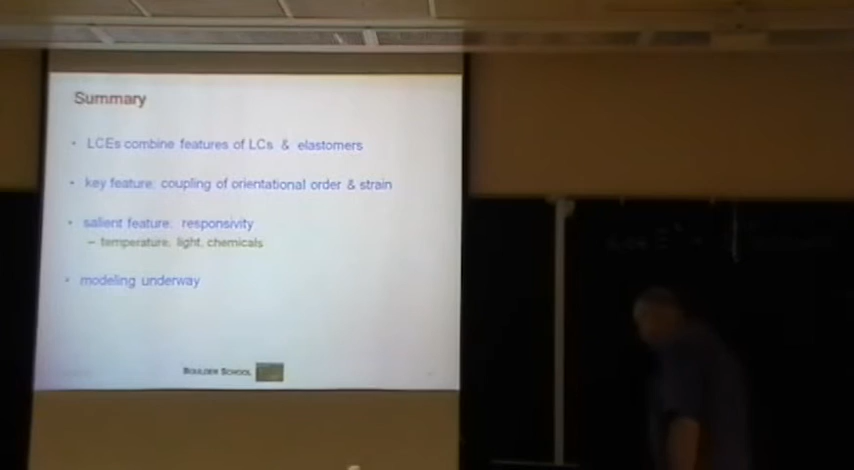 Summary
• LCEs combine features of LCs & elastomers
• key feature: coupling of orientational order & strain
• salient feature: responsivity
– temperature, light, chemicals
• modeling underway
BOULDER SCHOOL